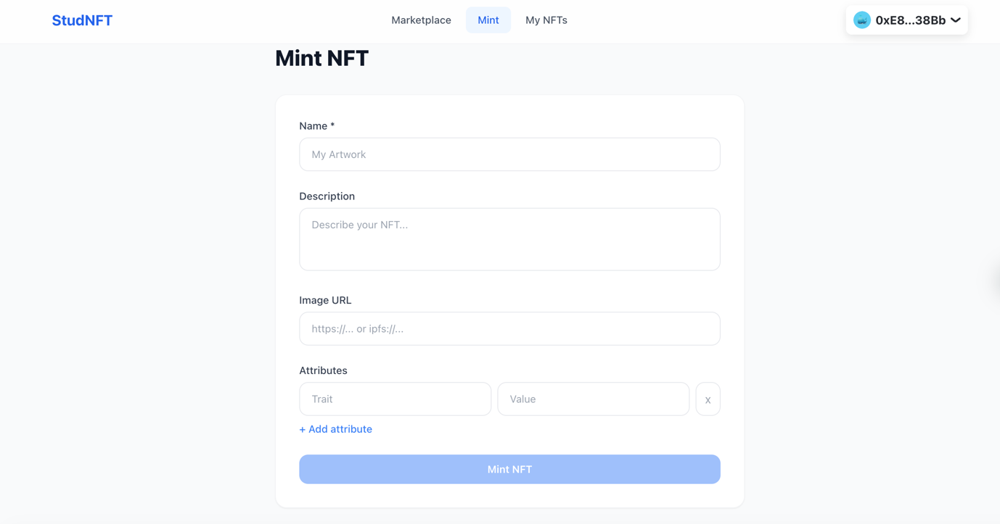 StudNFT
Marketplace Mint My NFTs
0xE8...38Bb
Mint NFT
Name *
My Artwork
Description
Describe your NFT...
Image URL
https://... or ipfs://...
Attributes
Trait Value x
+ Add attribute
Mint NFT